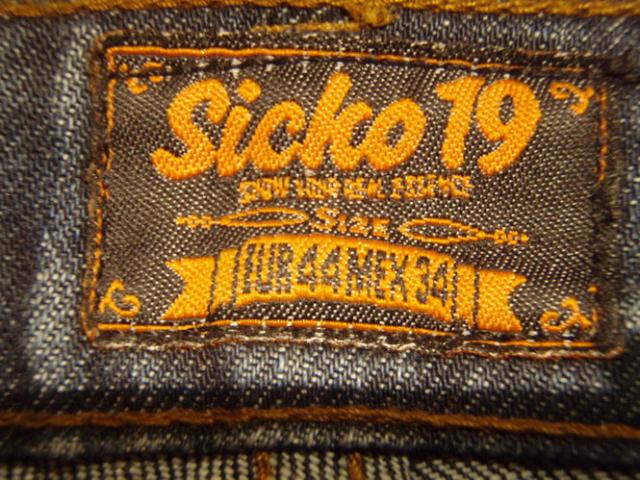 Sicko 19
SHOW YOUR REAL ESSENCE
SIZE
EUR 44 MEX 34